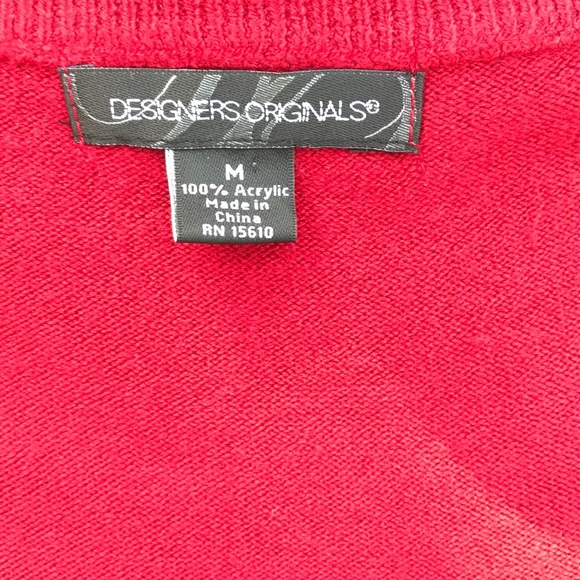 DESIGNERS ORIGINALS®
M
100% Acrylic
Made in
China
RN 15610